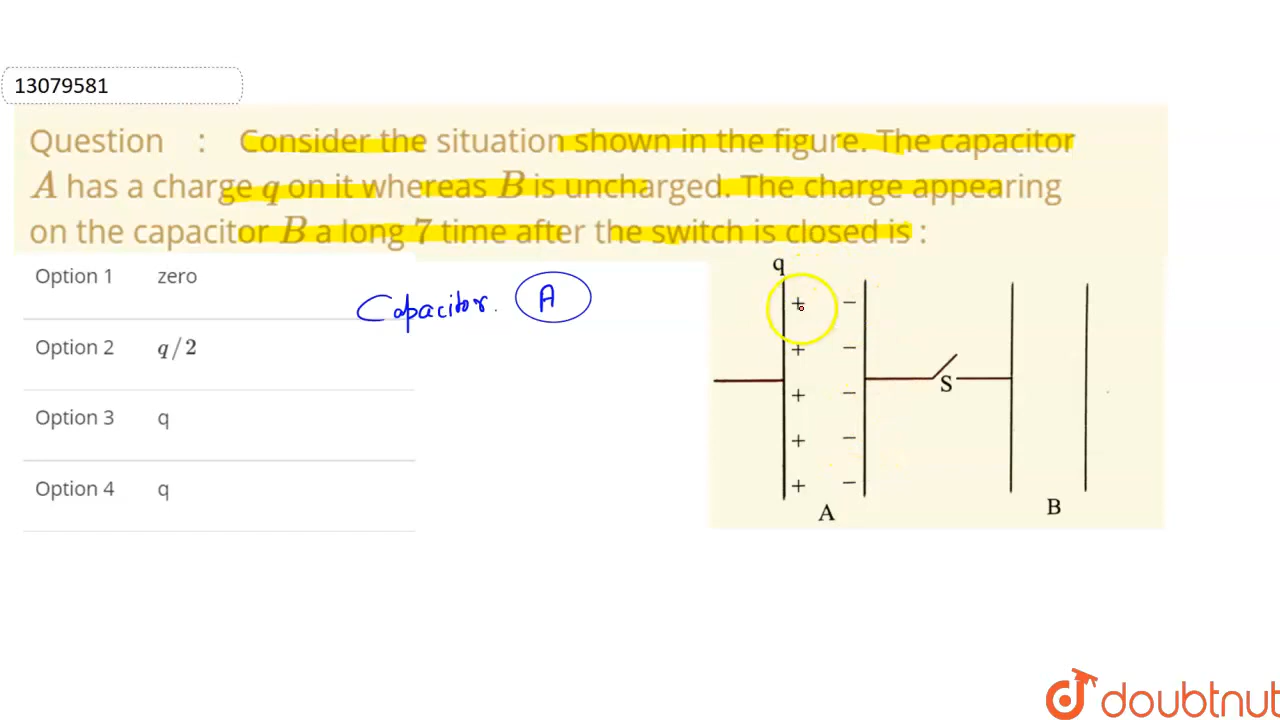 13079581
Question : Consider the situation shown in the figure. The capacitor
A has a charge q on it whereas B is uncharged. The charge appearing
on the capacitor B a long 7 time after the switch is closed is :
Option 1 zero
Option 2 q/2
Option 3 q
Option 4 q
Capacitor. A
q
+ −
+ −
+ −
+ −
+ −
S
A
B
doubtnut